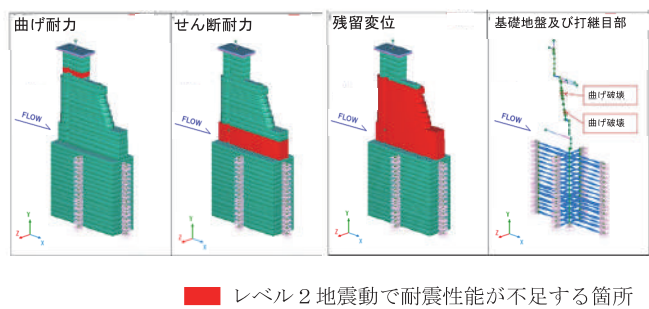 曲げ耐力
せん断耐力
残留変位
基礎地盤及び打継目部
FLOW
FLOW
FLOW
FLOW
曲げ破壊
曲げ破壊
Y
Z
X
Y
Z
X
Y
Z
X
Y
Z
X
レベル２地震動で耐震性能が不足する箇所